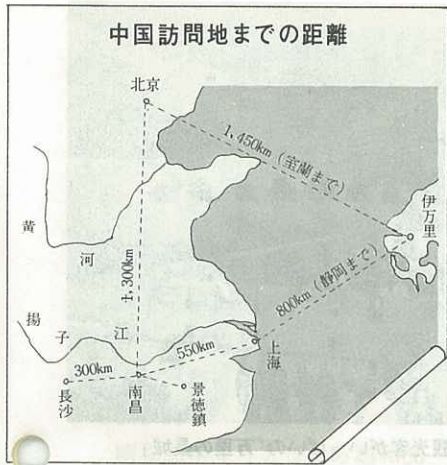 中国訪問地までの距離
北京
1,450km(室蘭まで)
伊万里
黄河
1,300km
800km(静岡まで)
揚子江
550km
上海
300km
長沙
南昌
景徳鎮